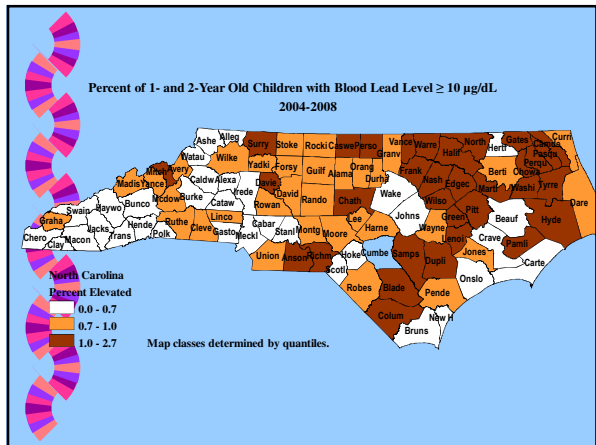 Percent of 1- and 2-Year Old Children with Blood Lead Level ≥ 10 µg/dL
2004-2008
Ashe Alleg Surry Stoke Rocki Caswe Perso Vance Warre North Hertf Gates Camde Curri
Watau Wilke Yadki Forsy Guilf Alama Orang Durha Granv Frank Halif Berti Chowa Perqu Pasqu
Mitch Avery Caldw Alexa Irede Davie David Rando Chath Wake Nash Edgec Marti Washi Tyrre Dare
Madis Yance Mcdow Burke Cataw Rowan Johns Wilso Green Pitt Beauf Hyde
Graha Swain Haywo Bunco Ruthe Cleve Linco Gasto Meckl Cabar Stanl Montg Moore Lee Harne Wayne Lenoi Crave Pamli
Chero Clay Macon Jacks Trans Hende Polk Union Anson Richm Hoke Scotl Cumbe Samps Dupli Jones Onslo Carte
Robes Blade Pende
Colum Bruns New H
North Carolina
Percent Elevated
0.0 - 0.7
0.7 - 1.0
1.0 - 2.7 Map classes determined by quantiles.